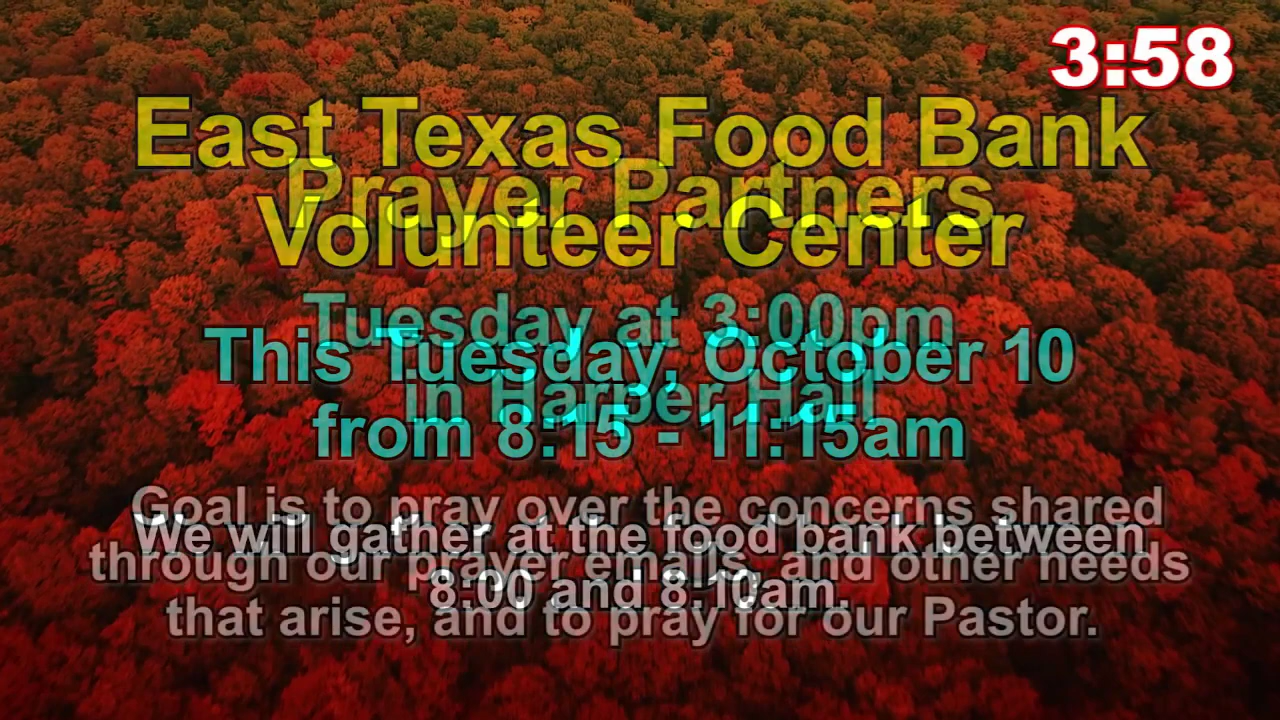 3:58
East Texas Food Bank
Prayer Partners
Volunteer Center
Tuesday at 3:00pm
This Tuesday, October 10
in Harper Hall
from 8:15 - 11:15am
Goal is to pray over the concerns shared
We will gather at the food bank between
through our prayer emails, and other needs
8:00 and 8:10am.
that arise, and to pray for our Pastor.